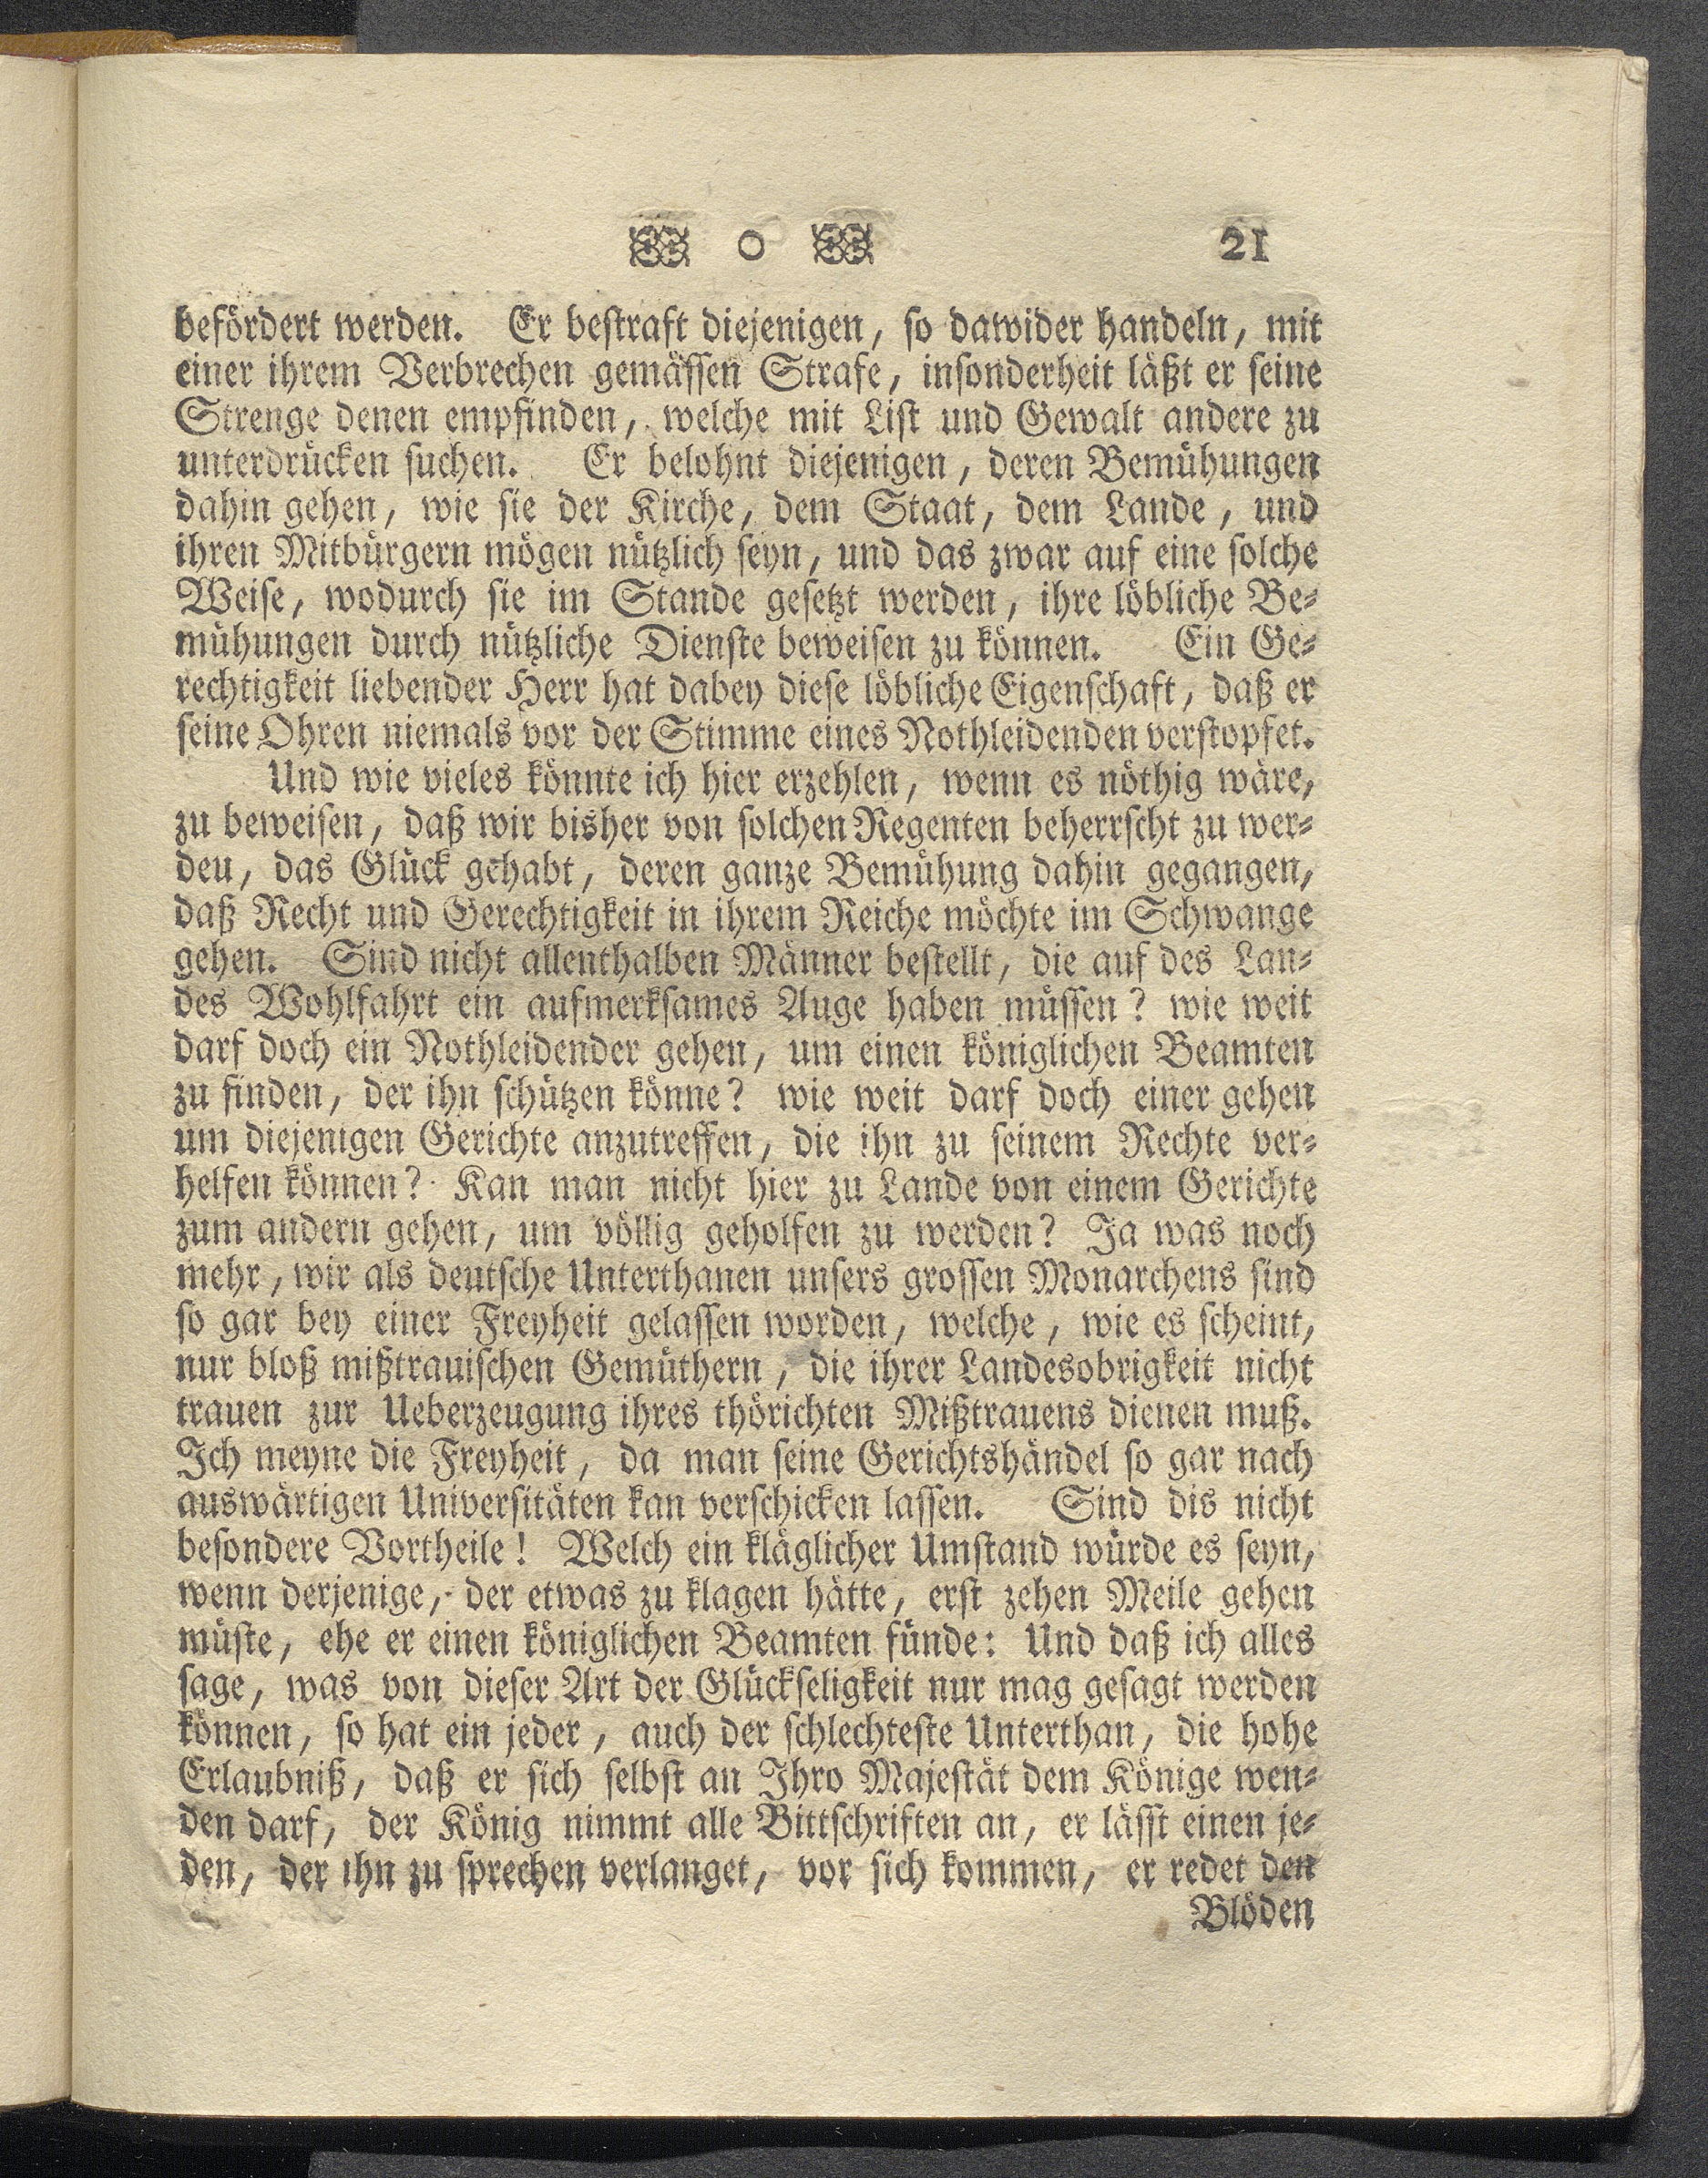 O 21
befördert werden. Er bestraft diejenigen, so dawider handeln, mit
einer ihrem Verbrechen gemässen Strafe, insonderheit läßt er seine
Strenge denen empfinden, welche mit List und Gewalt andere zu
unterdrücken suchen. Er belohnt diejenigen, deren Bemühungen
dahin gehen, wie sie der Kirche, dem Staat, dem Lande, und
ihren Mitbürgern mögen nützlich seyn, und das zwar auf eine solche
Weise, wodurch sie im Stande gesetzt werden, ihre löbliche Be-
mühungen durch nützliche Dienste beweisen zu können. Ein Ge-
rechtigkeit liebender Herr hat dabey diese löbliche Eigenschaft, daß er
seine Ohren niemals vor der Stimme eines Nothleidenden verstopfet.
Und wie vieles könnte ich hier erzehlen, wenn es nöthig wäre,
zu beweisen, daß wir bisher von solchen Regenten beherrscht zu wer-
deu, das Glück gehabt, deren ganze Bemühung dahin gegangen,
daß Recht und Gerechtigkeit in ihrem Reiche möchte im Schwange
gehen. Sind nicht allenthalben Männer bestellt, die auf des Lan-
des Wohlfahrt ein aufmerksames Auge haben müssen? wie weit
darf doch ein Nothleidender gehen, um einen königlichen Beamten
zu finden, der ihn schützen könne? wie weit darf doch einer gehen
um diejenigen Gerichte anzutreffen, die ihn zu seinem Rechte ver-
helfen können? Kan man nicht hier zu Lande von einem Gerichte
zum andern gehen, um völlig geholfen zu werden? Ja was noch
mehr, wir als deutsche Unterthanen unsers grossen Monarchens sind
so gar bey einer Freyheit gelassen worden, welche, wie es scheint,
nur bloß mißtrauischen Gemüthern, die ihrer Landesobrigkeit nicht
trauen zur Ueberzeugung ihres thörichten Mißtrauens dienen muß.
Ich meyne die Freyheit, da man seine Gerichtshändel so gar nach
auswärtigen Universitäten kan verschicken lassen. Sind dis nicht
besondere Vortheile! Welch ein kläglicher Umstand würde es seyn,
wenn derjenige, der etwas zu klagen hätte, erst zehen Meile gehen
müste, ehe er einen königlichen Beamten fünde: Und daß ich alles
sage, was von dieser Art der Glückseligkeit nur mag gesagt werden
können, so hat ein jeder, auch der schlechteste Unterthan, die hohe
Erlaubniß, daß er sich selbst an Ihro Majestät dem Könige wen-
den darf, der König nimmt alle Bittschriften an, er lässt einen je-
den, der ihn zu sprechen verlanget, vor sich kommen, er redet den
Blöden